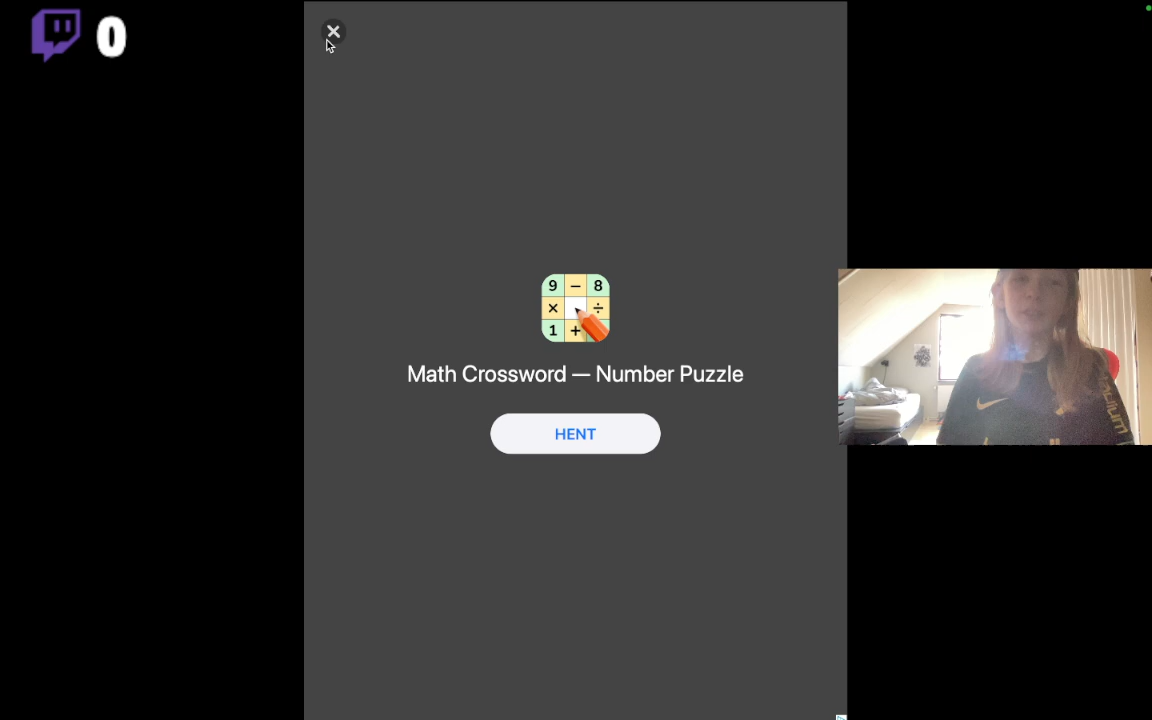 0
9 − 8
× ÷
1 +
Math Crossword — Number Puzzle
HENT